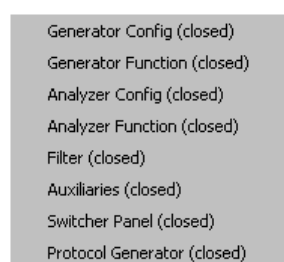 Generator Config (closed)
Generator Function (closed)
Analyzer Config (closed)
Analyzer Function (closed)
Filter (closed)
Auxiliaries (closed)
Switcher Panel (closed)
Protocol Generator (closed)